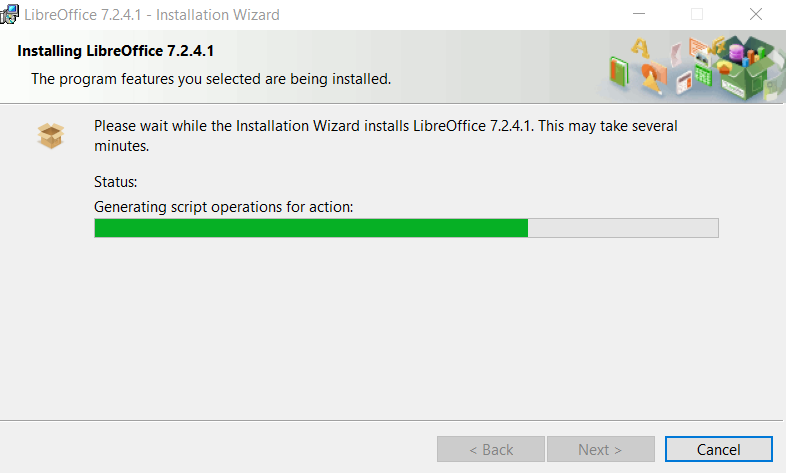 LibreOffice 7.2.4.1 - Installation Wizard
Installing LibreOffice 7.2.4.1
The program features you selected are being installed.
Please wait while the Installation Wizard installs LibreOffice 7.2.4.1. This may take several
minutes.
Status:
Generating script operations for action:
< Back
Next >
Cancel